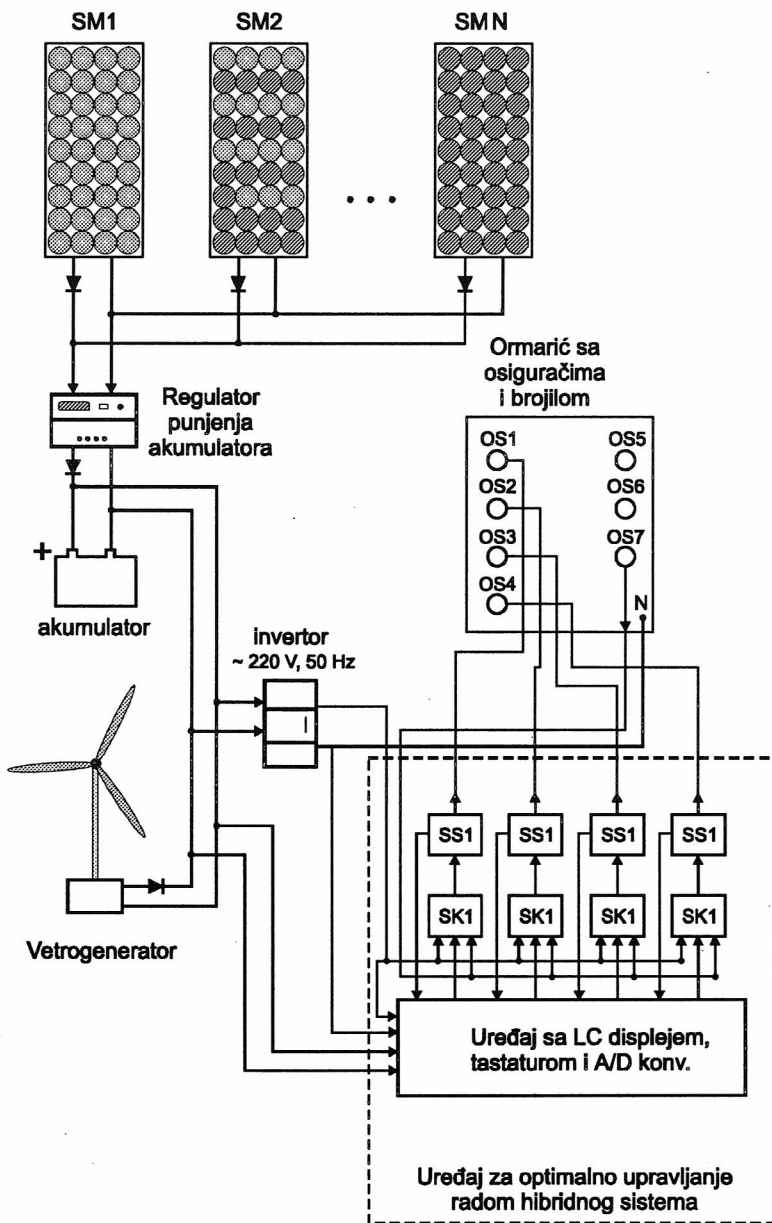 SM1
SM2
SM N
Regulator
punjenja
akumulatora
Ormarić sa
osiguračima
i brojilom
OS1
OS5
OS2
OS6
OS3
OS7
OS4
N
+
akumulator
invertor
~ 220 V, 50 Hz
Vetrogenerator
SS1
SS1
SS1
SS1
SK1
SK1
SK1
SK1
Uređaj sa LC displejem,
tastaturom i A/D konv.
Uređaj za optimalno upravljanje
radom hibridnog sistema